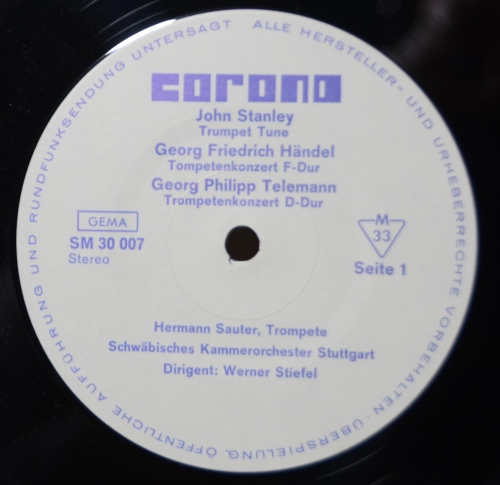 corona
John Stanley
Trumpet Tune
Georg Friedrich Händel
Tompetenkonzert F-Dur
Georg Philipp Telemann
Trompetenkonzert D-Dur
GEMA
SM 30 007
Stereo
M
33
Seite 1
Hermann Sauter, Trompete
Schwäbisches Kammerorchester Stuttgart
Dirigent: Werner Stiefel
ALLE HERSTELLER- UND URHEBERRECHTE VORBEHALTEN · ÜBERSPIELUNG, ÖFFENTLICHE AUFFÜHRUNG UND RUNDFUNKSENDUNG UNTERSAGT